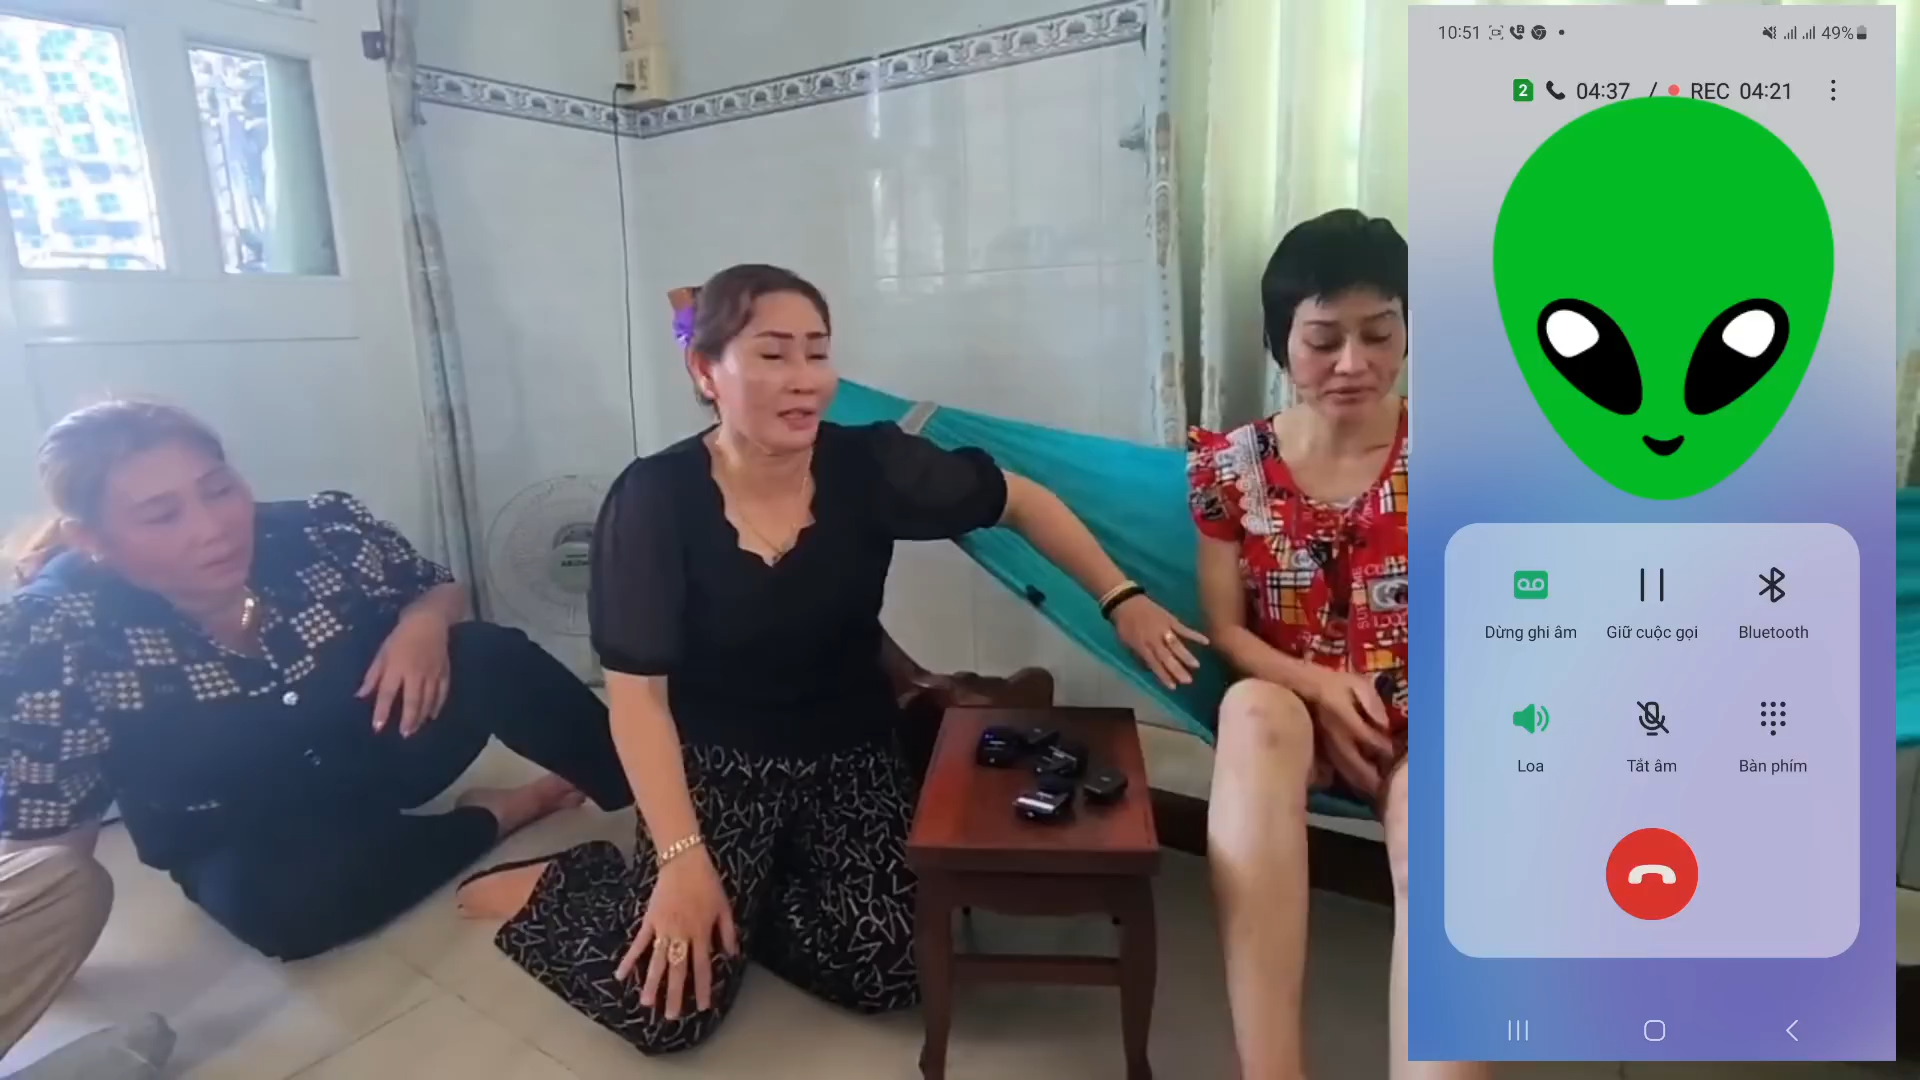 10:51 49%
2 04:37 / REC 04:21
Dừng ghi âm Giữ cuộc gọi Bluetooth
Loa Tắt âm Bàn phím